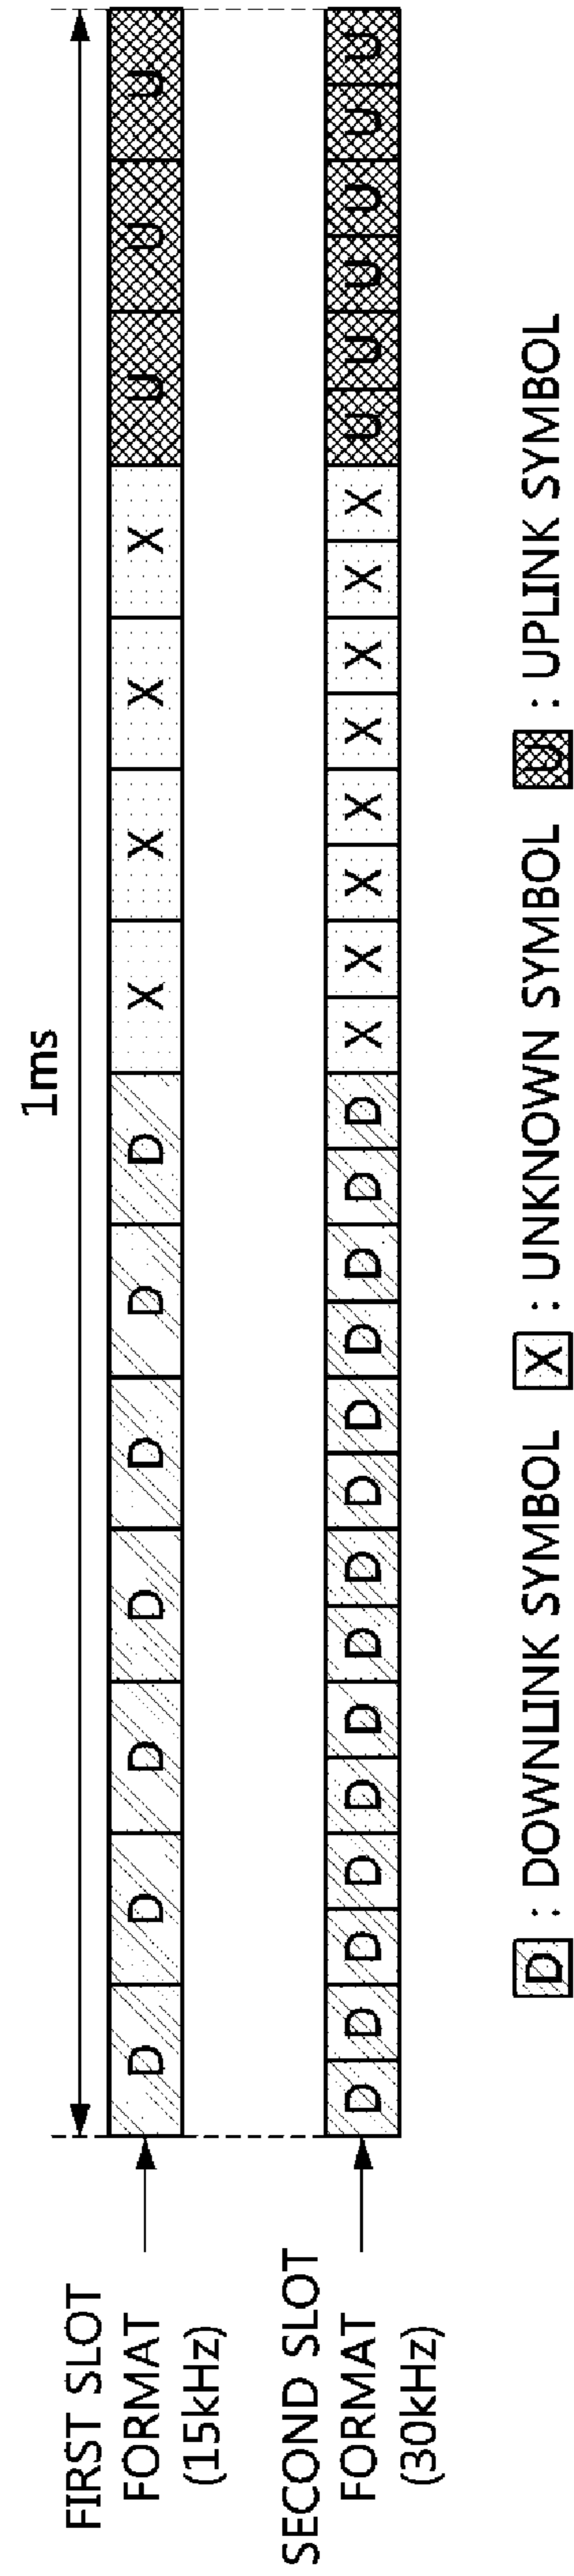 1ms
FIRST SLOT
FORMAT
(15kHz)
D D D D D D D X X X X U U U
SECOND SLOT
FORMAT
(30kHz)
D D D D D D D D D D D D D D X X X X X X X X U U U U U U
D : DOWNLINK SYMBOL X : UNKNOWN SYMBOL U : UPLINK SYMBOL